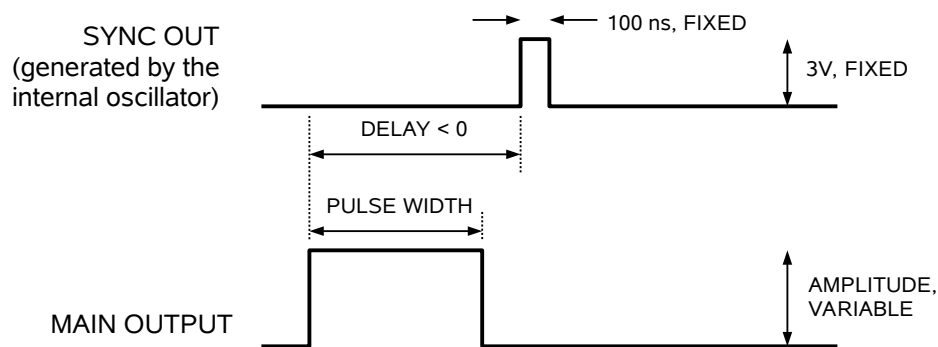 100 ns, FIXED
SYNC OUT
(generated by the
internal oscillator)
3V, FIXED
DELAY < 0
PULSE WIDTH
AMPLITUDE,
VARIABLE
MAIN OUTPUT